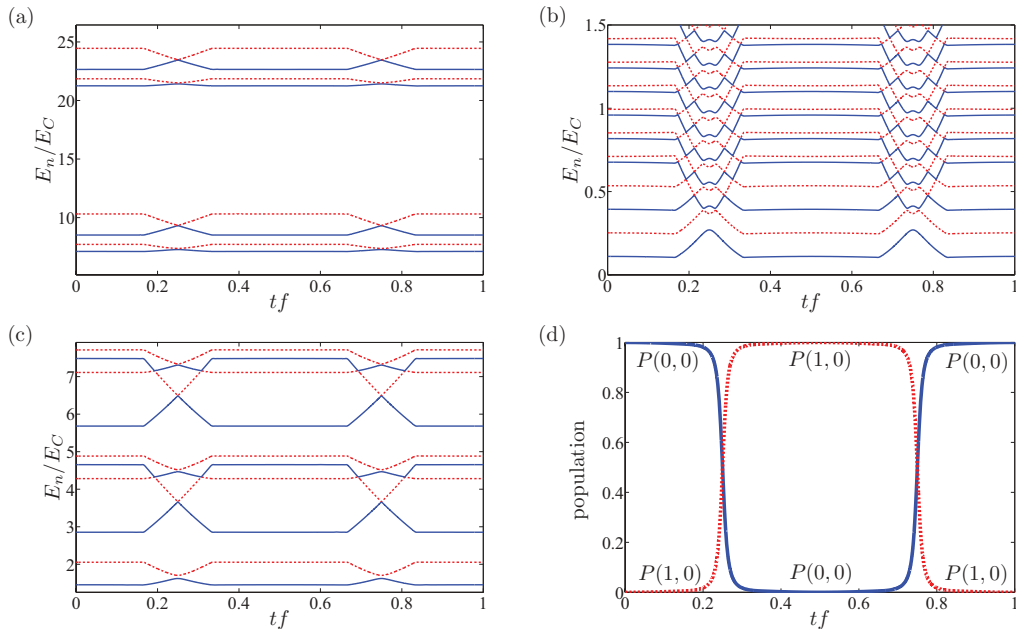 (a)
25
20
15
10
E_n/E_C
0 0.2 0.4 0.6 0.8 1
tf
(b)
1.5
1
0.5
0
E_n/E_C
0 0.2 0.4 0.6 0.8 1
tf
(c)
7
6
5
4
3
2
E_n/E_C
0 0.2 0.4 0.6 0.8 1
tf
(d)
1
0.8
0.6
0.4
0.2
0
population
P(0,0) P(1,0) P(0,0)
P(1,0) P(0,0) P(1,0)
0 0.2 0.4 0.6 0.8 1
tf